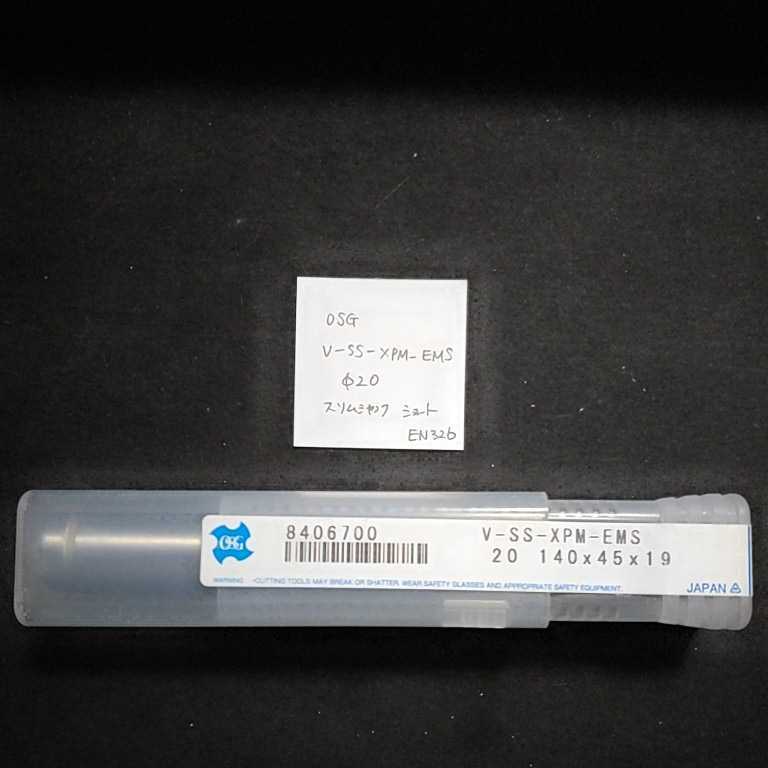 OSG
V-SS-XPM-EMS
φ20
スリムシャンク ショート
EN326
OSG
8406700
V-SS-XPM-EMS
20 140x45x19
WARNING •CUTTING TOOLS MAY BREAK OR SHATTER. WEAR SAFETY GLASSES AND APPROPRIATE SAFETY EQUIPMENT.
JAPAN